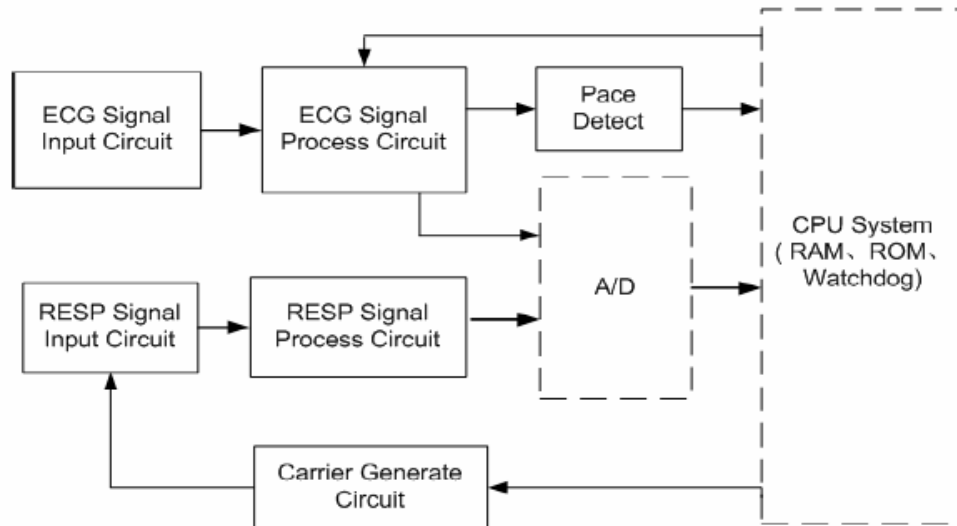 ECG Signal
Input Circuit
ECG Signal
Process Circuit
Pace
Detect
CPU System
( RAM、ROM、
Watchdog)
A/D
RESP Signal
Input Circuit
RESP Signal
Process Circuit
Carrier Generate
Circuit